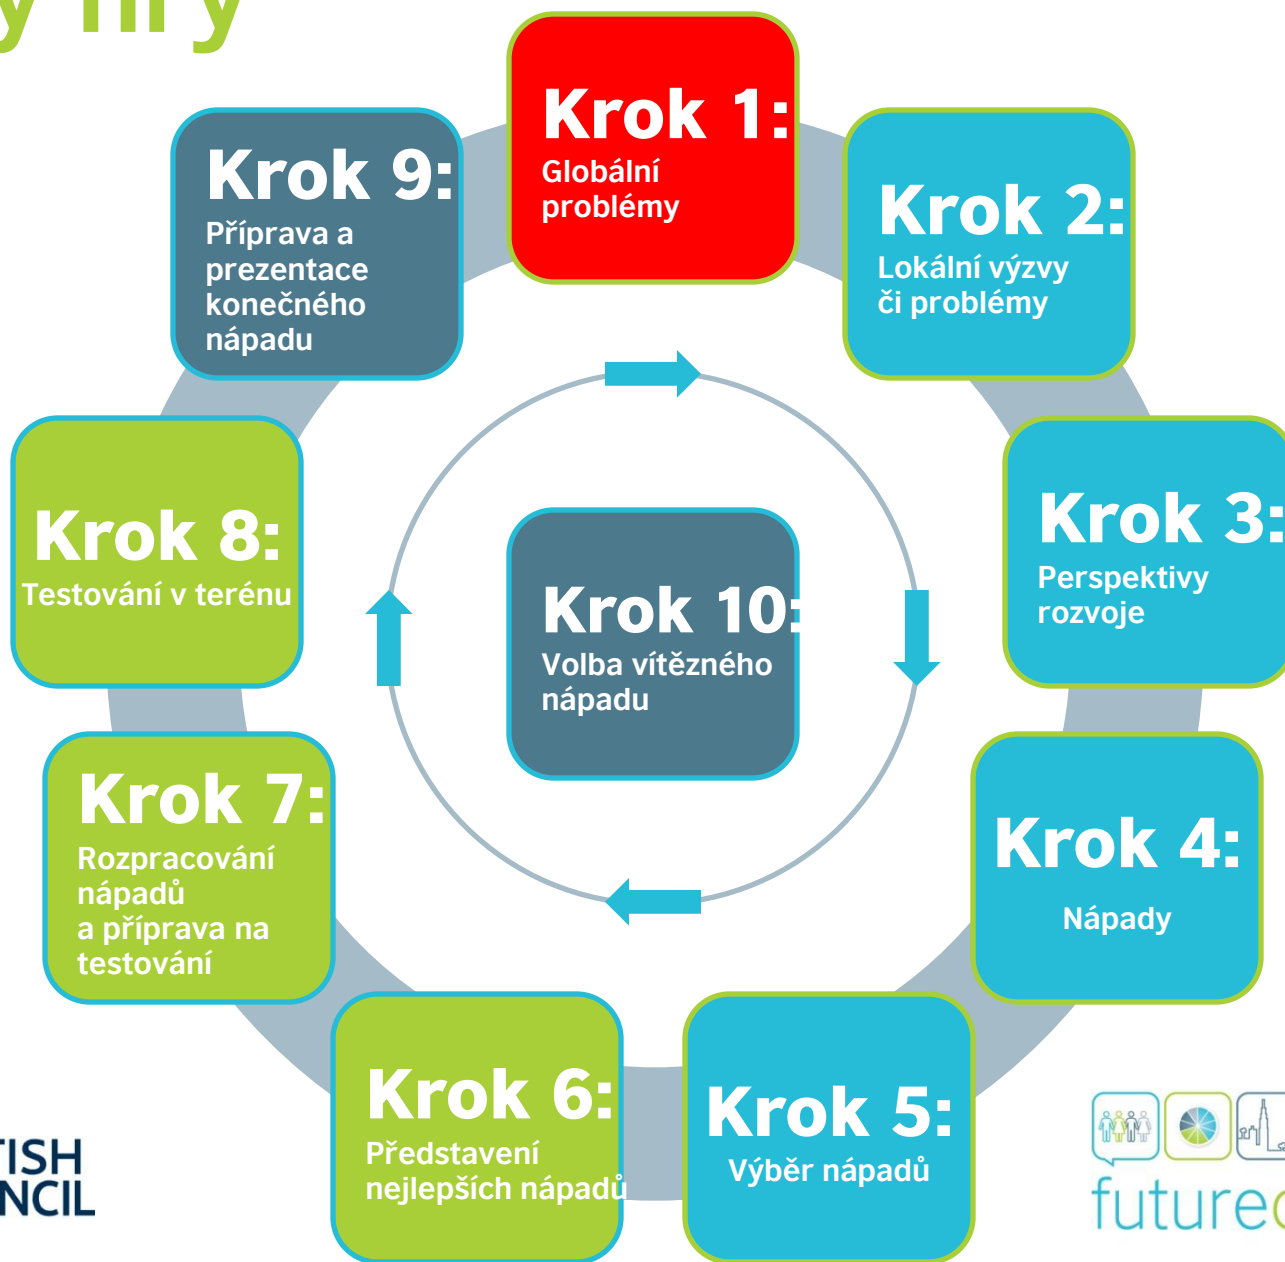 y hry
Krok 1:
Globální
problémy
Krok 2:
Lokální výzvy
či problémy
Krok 3:
Perspektivy
rozvoje
Krok 4:
Nápady
Krok 5:
Výběr nápadů
Krok 6:
Představení
nejlepších nápadů
Krok 7:
Rozpracování
nápadů
a příprava na
testování
Krok 8:
Testování v terénu
Krok 9:
Příprava a
prezentace
konečného
nápadu
Krok 10:
Volba vítězného
nápadu
TISH
NCIL
future